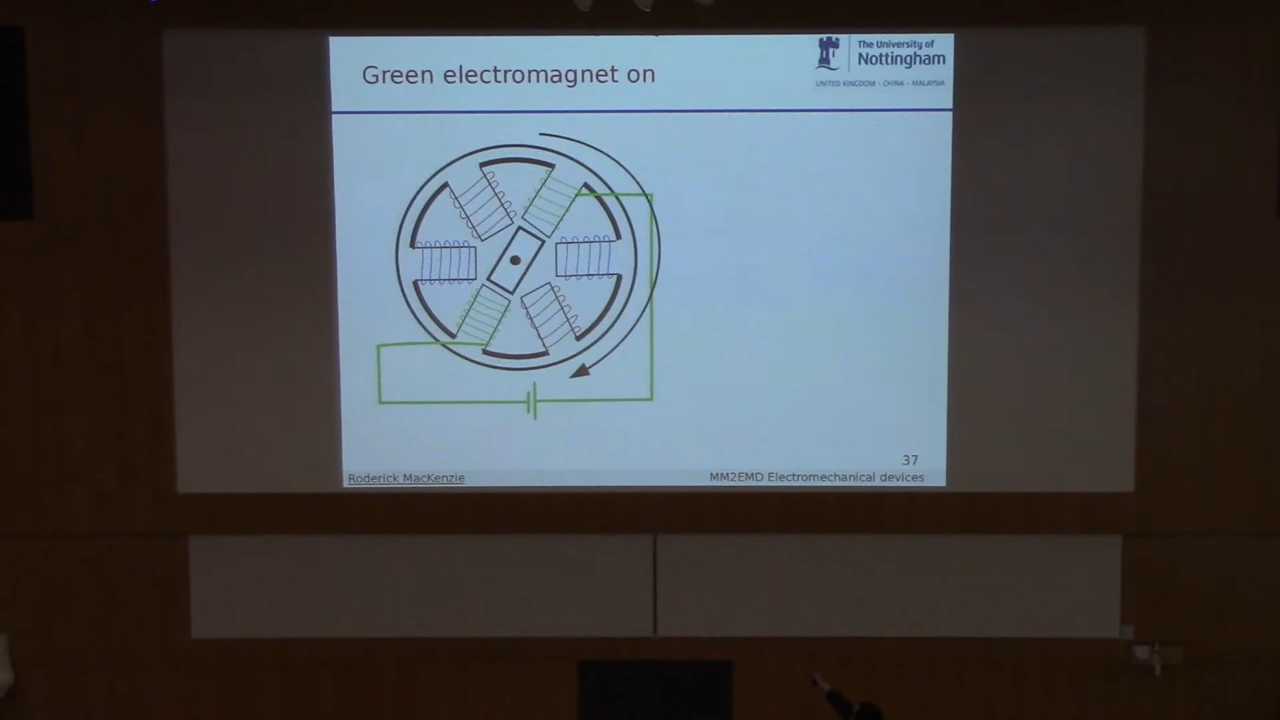 Green electromagnet on
The University of
Nottingham
UNITED KINGDOM · CHINA · MALAYSIA
37
Roderick MacKenzie
MM2EMD Electromechanical devices